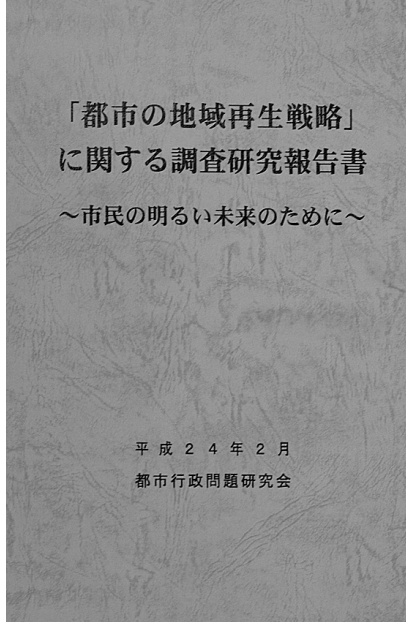 「都市の地域再生戦略」
に関する調査研究報告書
～市民の明るい未来のために～
平成２４年２月
都市行政問題研究会